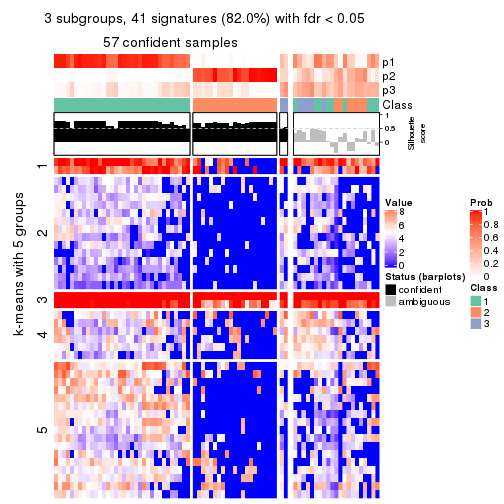 3 subgroups, 41 signatures (82.0%) with fdr < 0.05
57 confident samples
p1
p2
p3
Class
1
0.5
0
Silhouette
score
k-means with 5 groups
1
2
3
4
5
Value
8
6
4
2
0
Status (barplots)
confident
ambiguous
Prob
1
0.8
0.6
0.4
0.2
0
Class
1
2
3